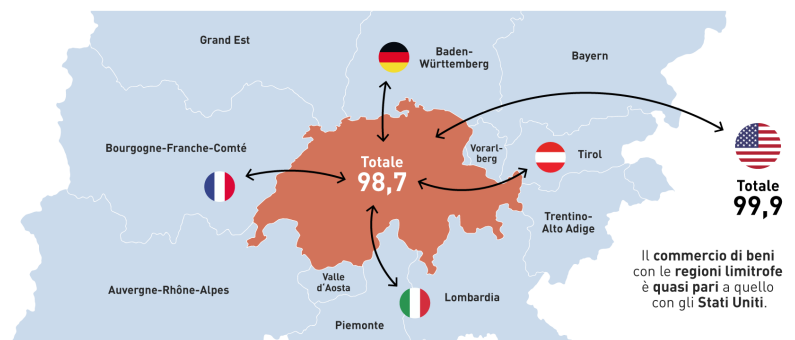 Grand Est
Baden-
Württemberg
Bayern
Bourgogne-Franche-Comté
Totale
98,7
Vorarl-
berg
Tirol
Totale
99,9
Trentino-
Alto Adige
Il commercio di beni
con le regioni limitrofe
è quasi pari a quello
con gli Stati Uniti.
Valle
d'Aosta
Auvergne-Rhône-Alpes
Lombardia
Piemonte